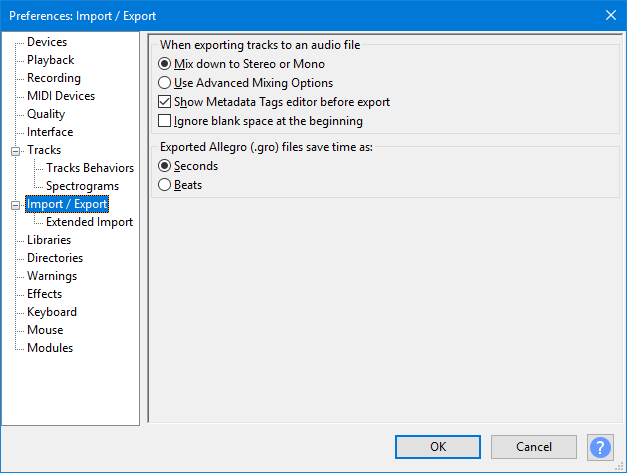 Preferences: Import / Export
Devices
Playback
Recording
MIDI Devices
Quality
Interface
Tracks
Tracks Behaviors
Spectrograms
Import / Export
Extended Import
Libraries
Directories
Warnings
Effects
Keyboard
Mouse
Modules
When exporting tracks to an audio file
Mix down to Stereo or Mono
Use Advanced Mixing Options
Show Metadata Tags editor before export
Ignore blank space at the beginning
Exported Allegro (.gro) files save time as:
Seconds
Beats
OK
Cancel
?